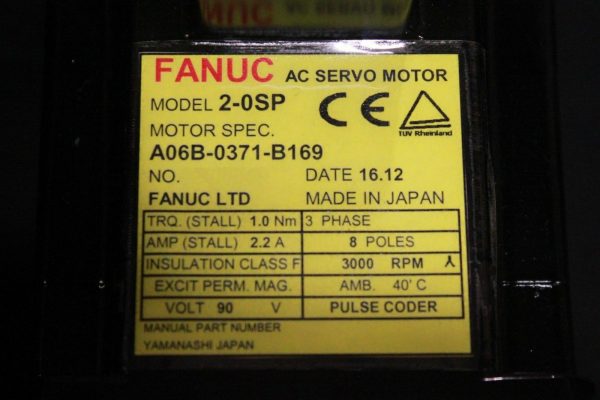 FANUC AC SERVO MOTOR
MODEL 2-0SP
CE
TUV Rheinland
MOTOR SPEC.
A06B-0371-B169
NO. DATE 16.12
FANUC LTD MADE IN JAPAN
TRQ. (STALL) 1.0 Nm 3 PHASE
AMP (STALL) 2.2 A 8 POLES
INSULATION CLASS F 3000 RPM
EXCIT PERM. MAG. AMB. 40' C
VOLT 90 V PULSE CODER
MANUAL PART NUMBER
YAMANASHI JAPAN